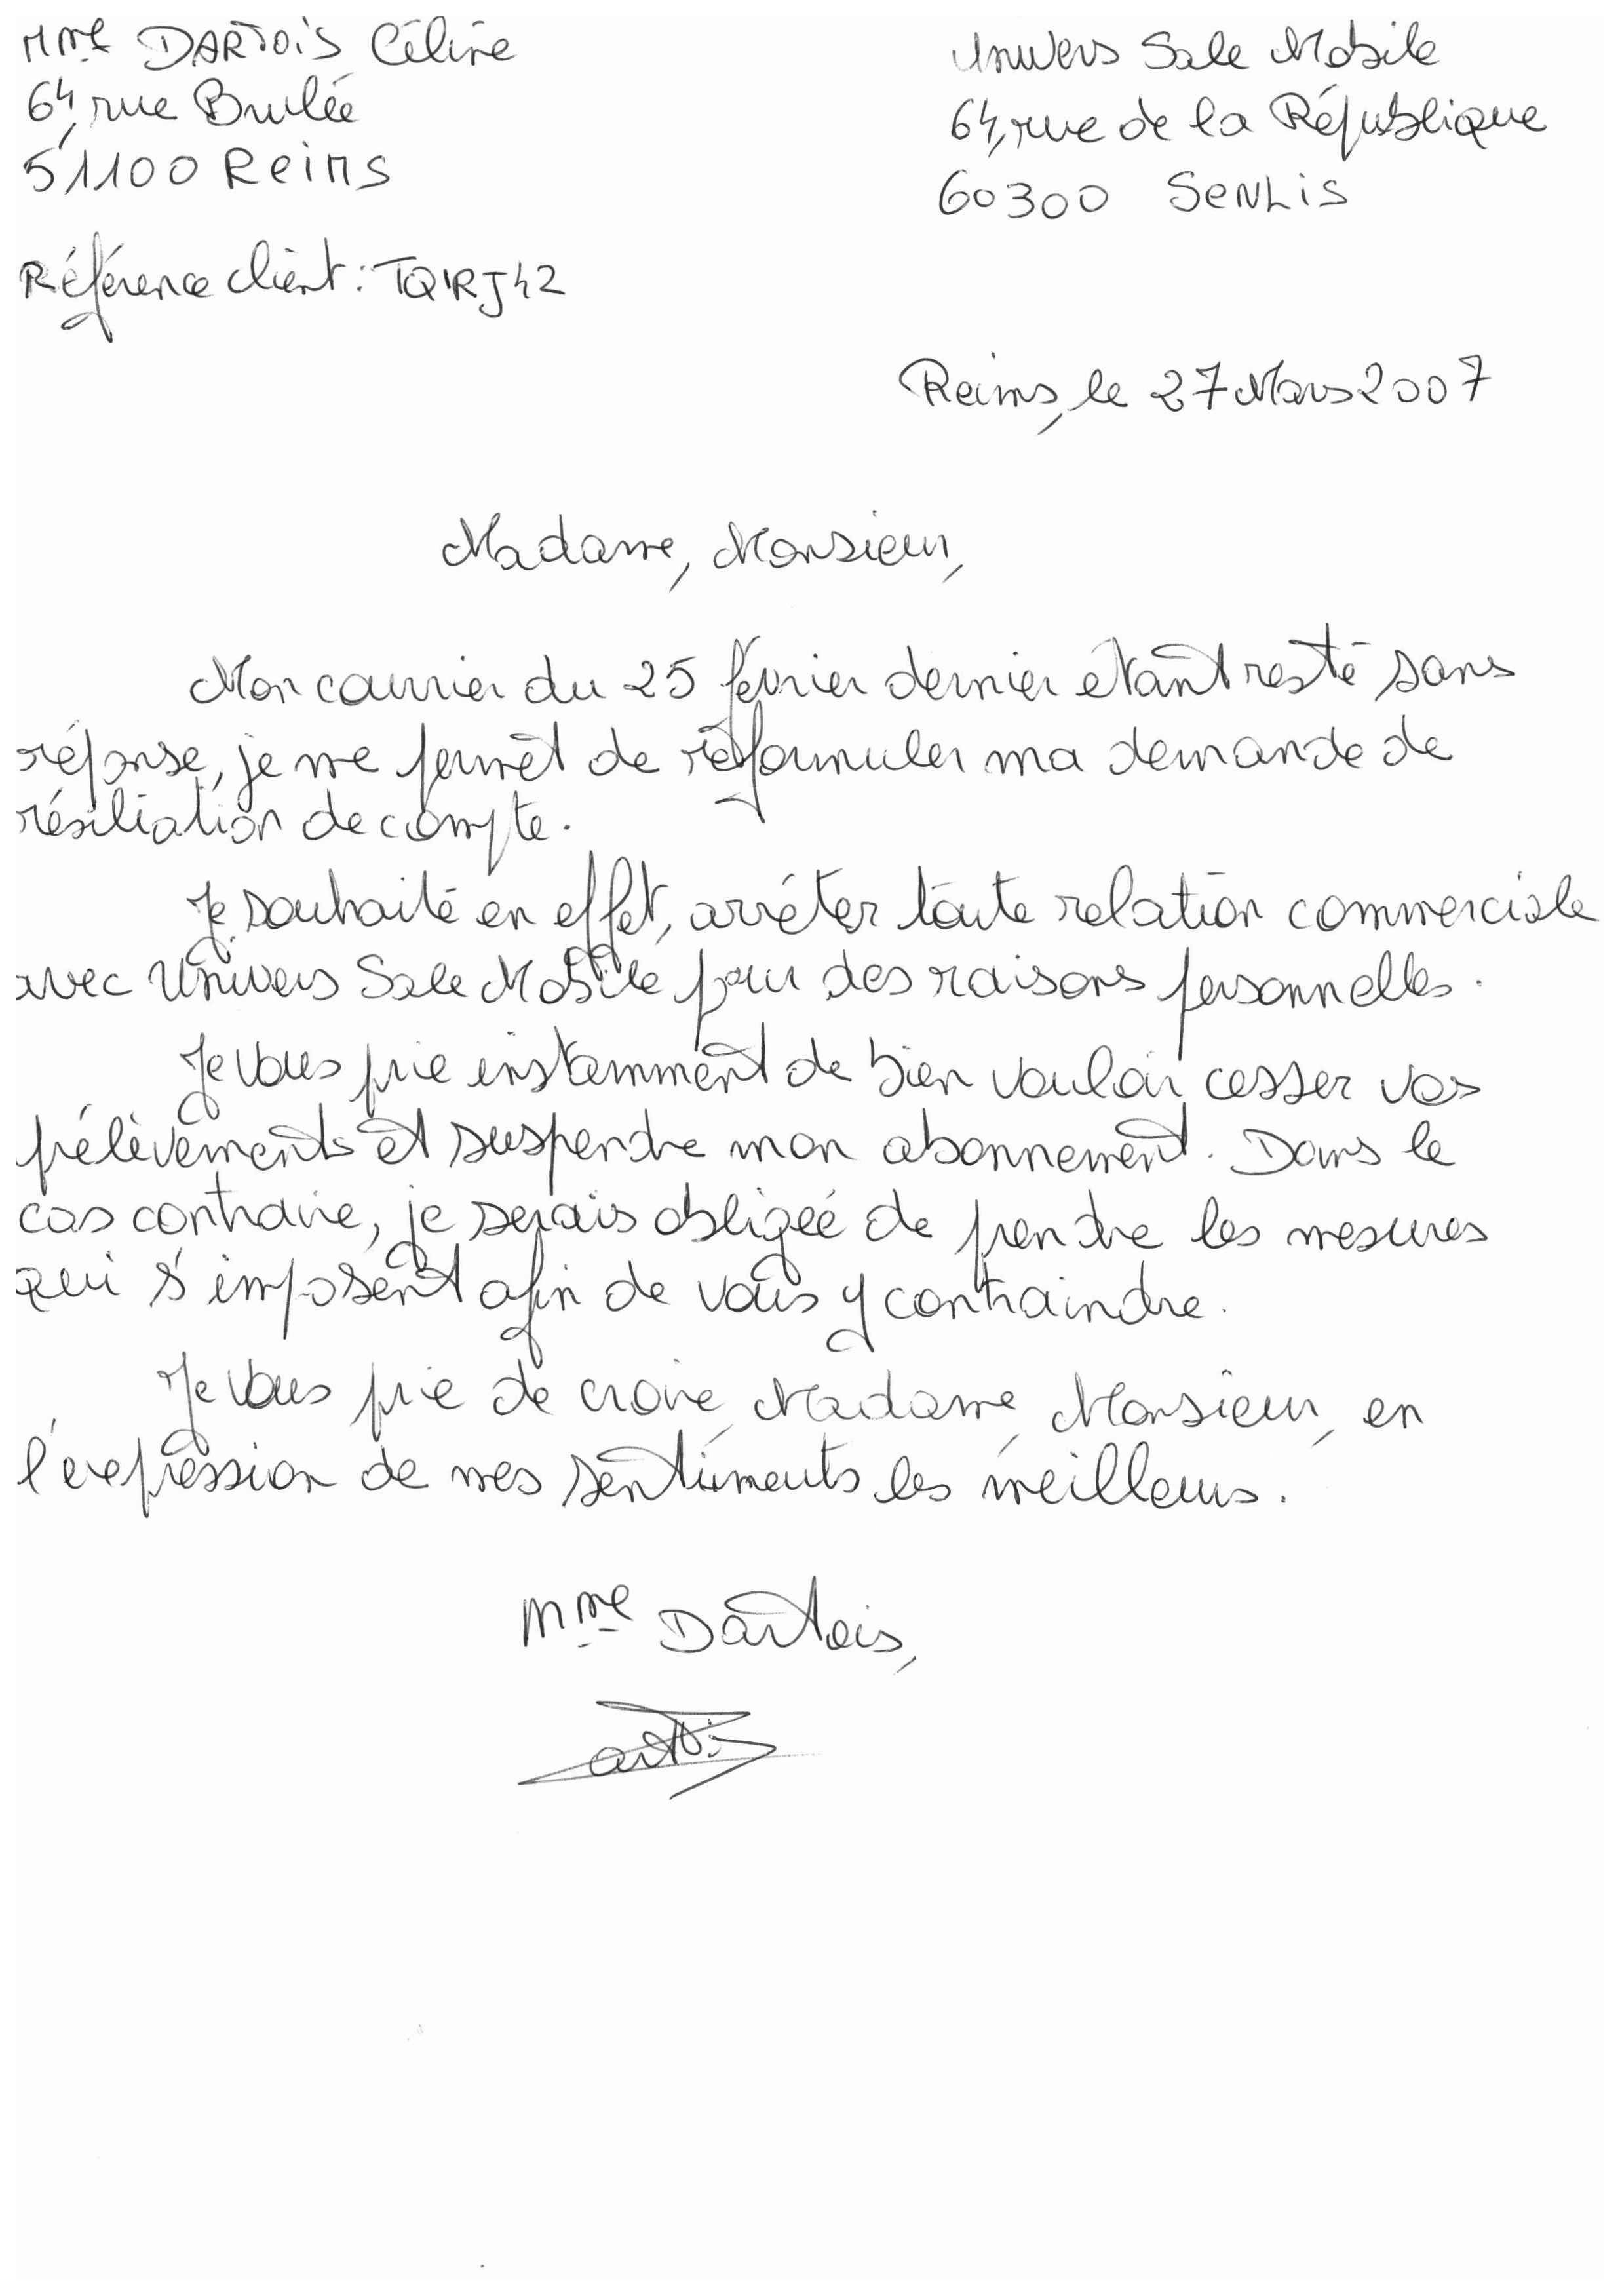 Mme DARTOIS Céline
64, rue Brulée
51100 Reims
Référence client : TQIRJ42
Univers Sale Mobile
64, rue de la République
60300 SENLIS
Reims, le 27 Mars 2007
Madame, Monsieur,
Mon courrier du 25 février dernier étant resté sans
réponse, je me permet de reformuler ma demande de
résiliation de compte.
Je souhaite en effet, arrêter toute relation commerciale
avec Univers Sale Mobile pour des raisons personnelles.
Je vous prie instamment de bien vouloir cesser vos
prélèvements et suspendre mon abonnement. Dans le
cas contraire, je serais obligée de prendre les mesures
qui s'imposent afin de vous y contraindre.
Je vous prie de croire, Madame, Monsieur, en
l'expression de mes sentiments les meilleurs.
Mme Dartois,